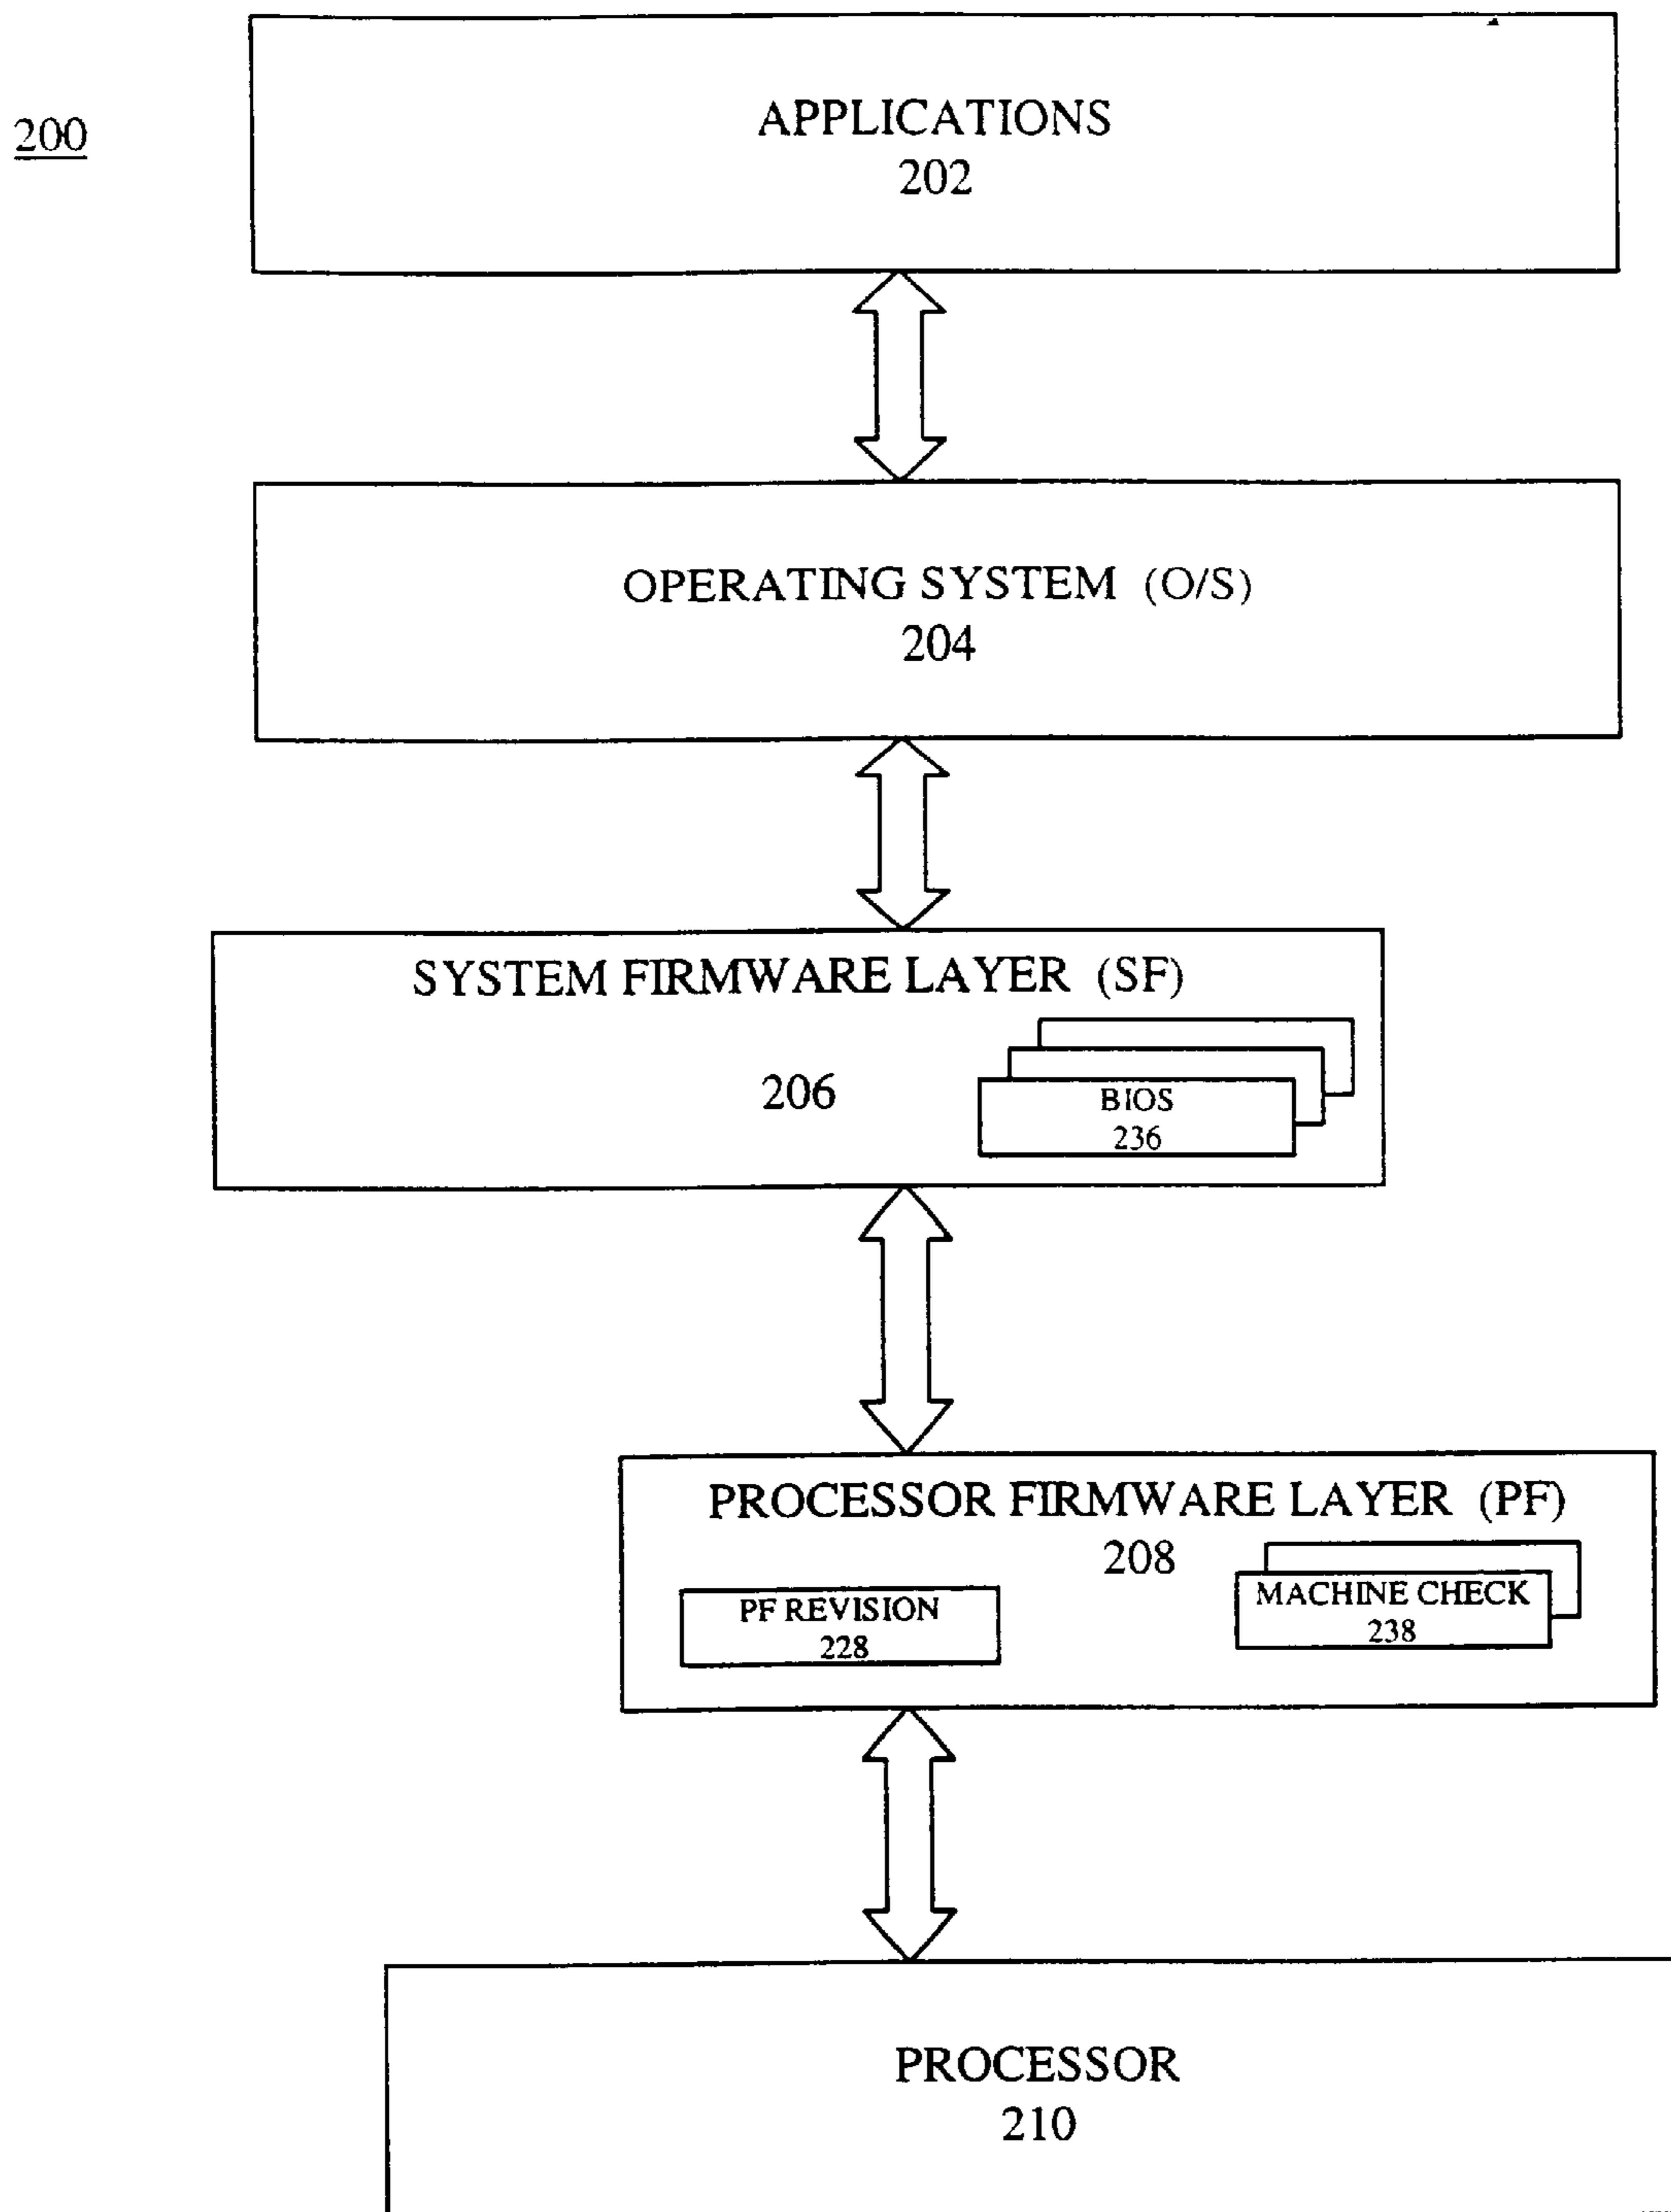 200
APPLICATIONS
202
OPERATING SYSTEM (O/S)
204
SYSTEM FIRMWARE LAYER (SF)
206
BIOS
236
PROCESSOR FIRMWARE LAYER (PF)
208
PF REVISION
228
MACHINE CHECK
238
PROCESSOR
210